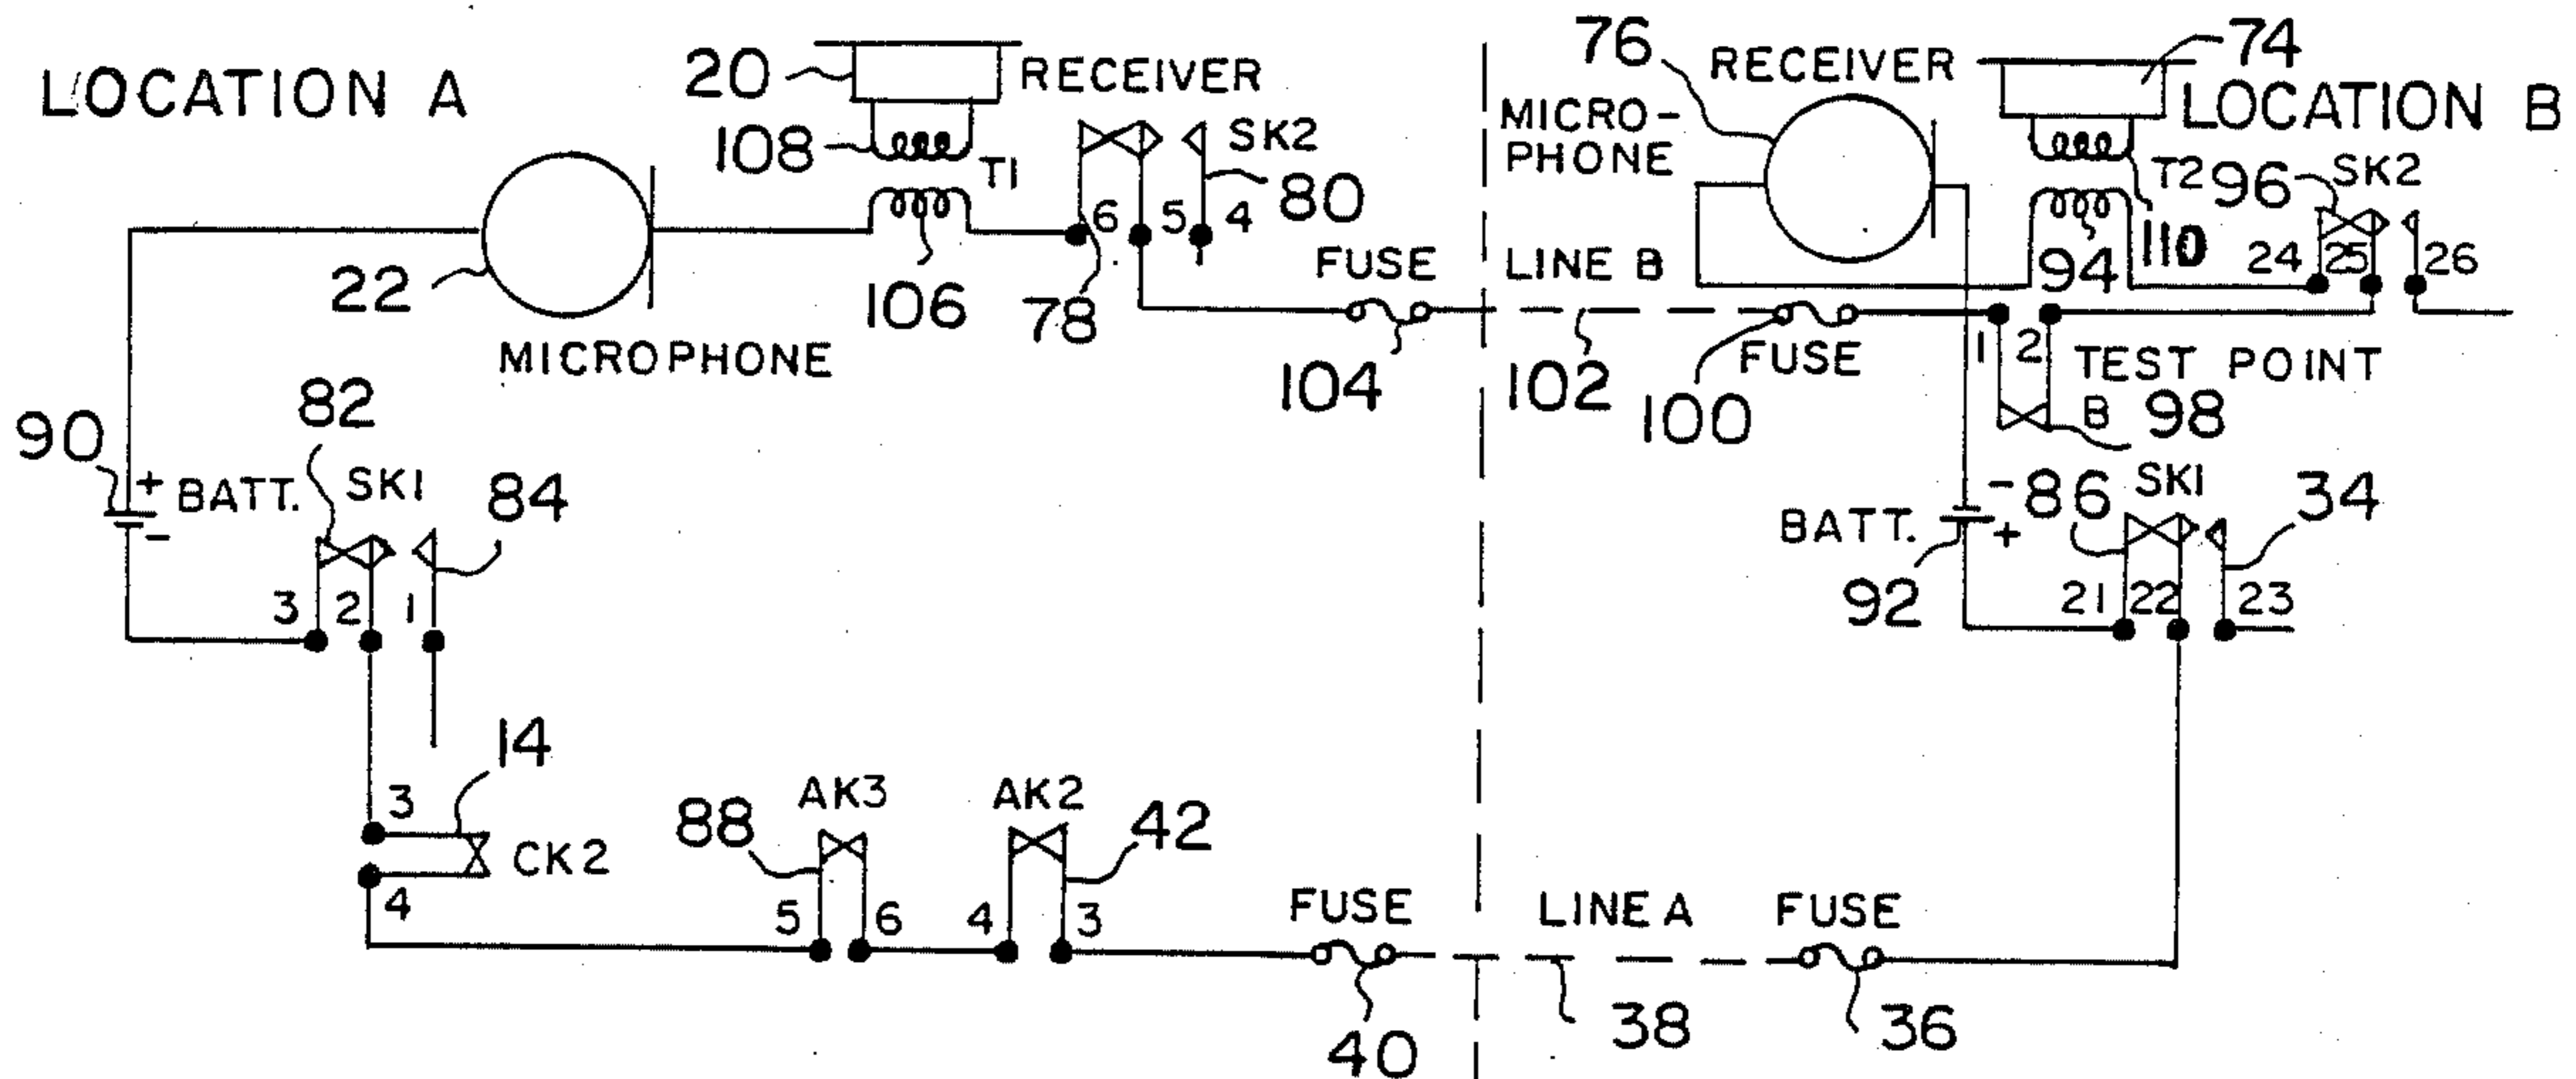 LOCATION A
20
RECEIVER
108
T1
SK2
80
6 5 4
22
MICROPHONE
106
78
FUSE
104
90
+ BATT.
-
82
SK1
84
3 2 1
14
3
CK2
4
88
AK3
5 6
AK2
42
4 3
FUSE
40
76
RECEIVER
74
LOCATION B
MICRO-
PHONE
T2
96
SK2
110
94
24 25 26
LINE B
102
FUSE
100
1 2
TEST POINT
B
98
BATT.
-
+
92
86
SK1
34
21 22 23
LINE A
38
FUSE
36